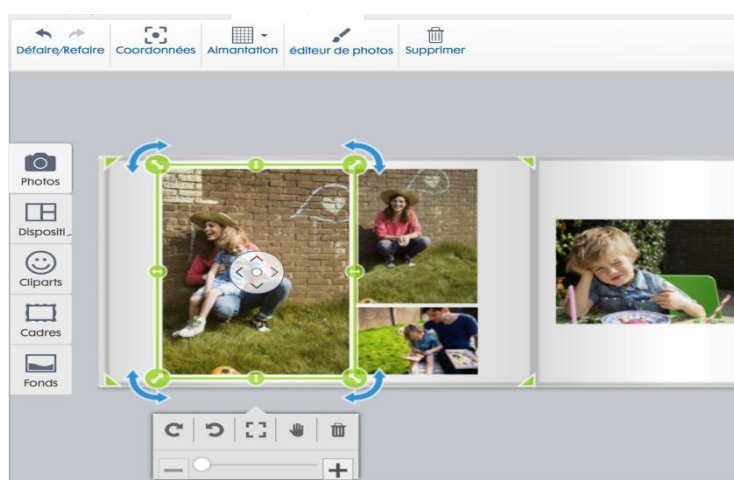 Défaire/Refaire Coordonnées Aimantation éditeur de photos Supprimer
Photos
Dispositi...
Cliparts
Cadres
Fonds